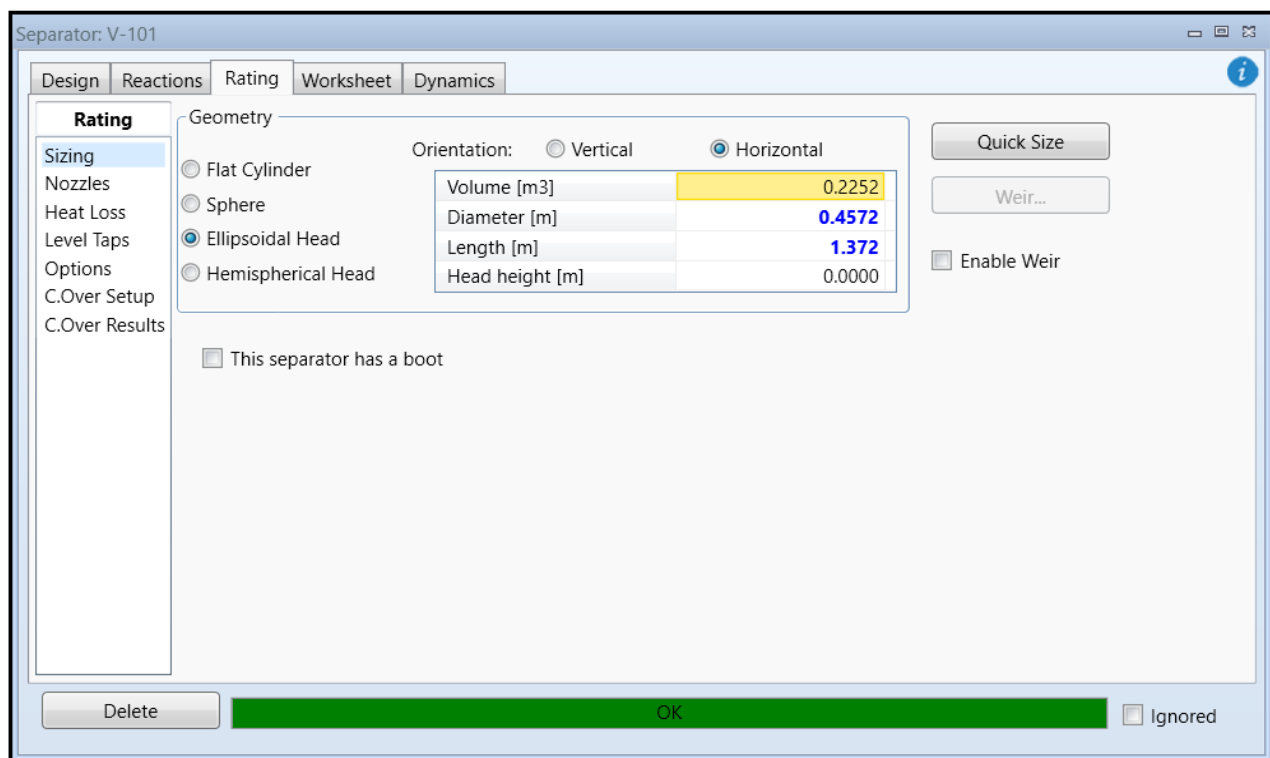 Separator: V-101
Design Reactions Rating Worksheet Dynamics
Rating
Sizing
Nozzles
Heat Loss
Level Taps
Options
C.Over Setup
C.Over Results
Geometry
Flat Cylinder
Sphere
Ellipsoidal Head
Hemispherical Head
Orientation: Vertical Horizontal
Volume [m3] 0.2252
Diameter [m] 0.4572
Length [m] 1.372
Head height [m] 0.0000
Quick Size
Weir...
Enable Weir
This separator has a boot
Delete
OK
Ignored